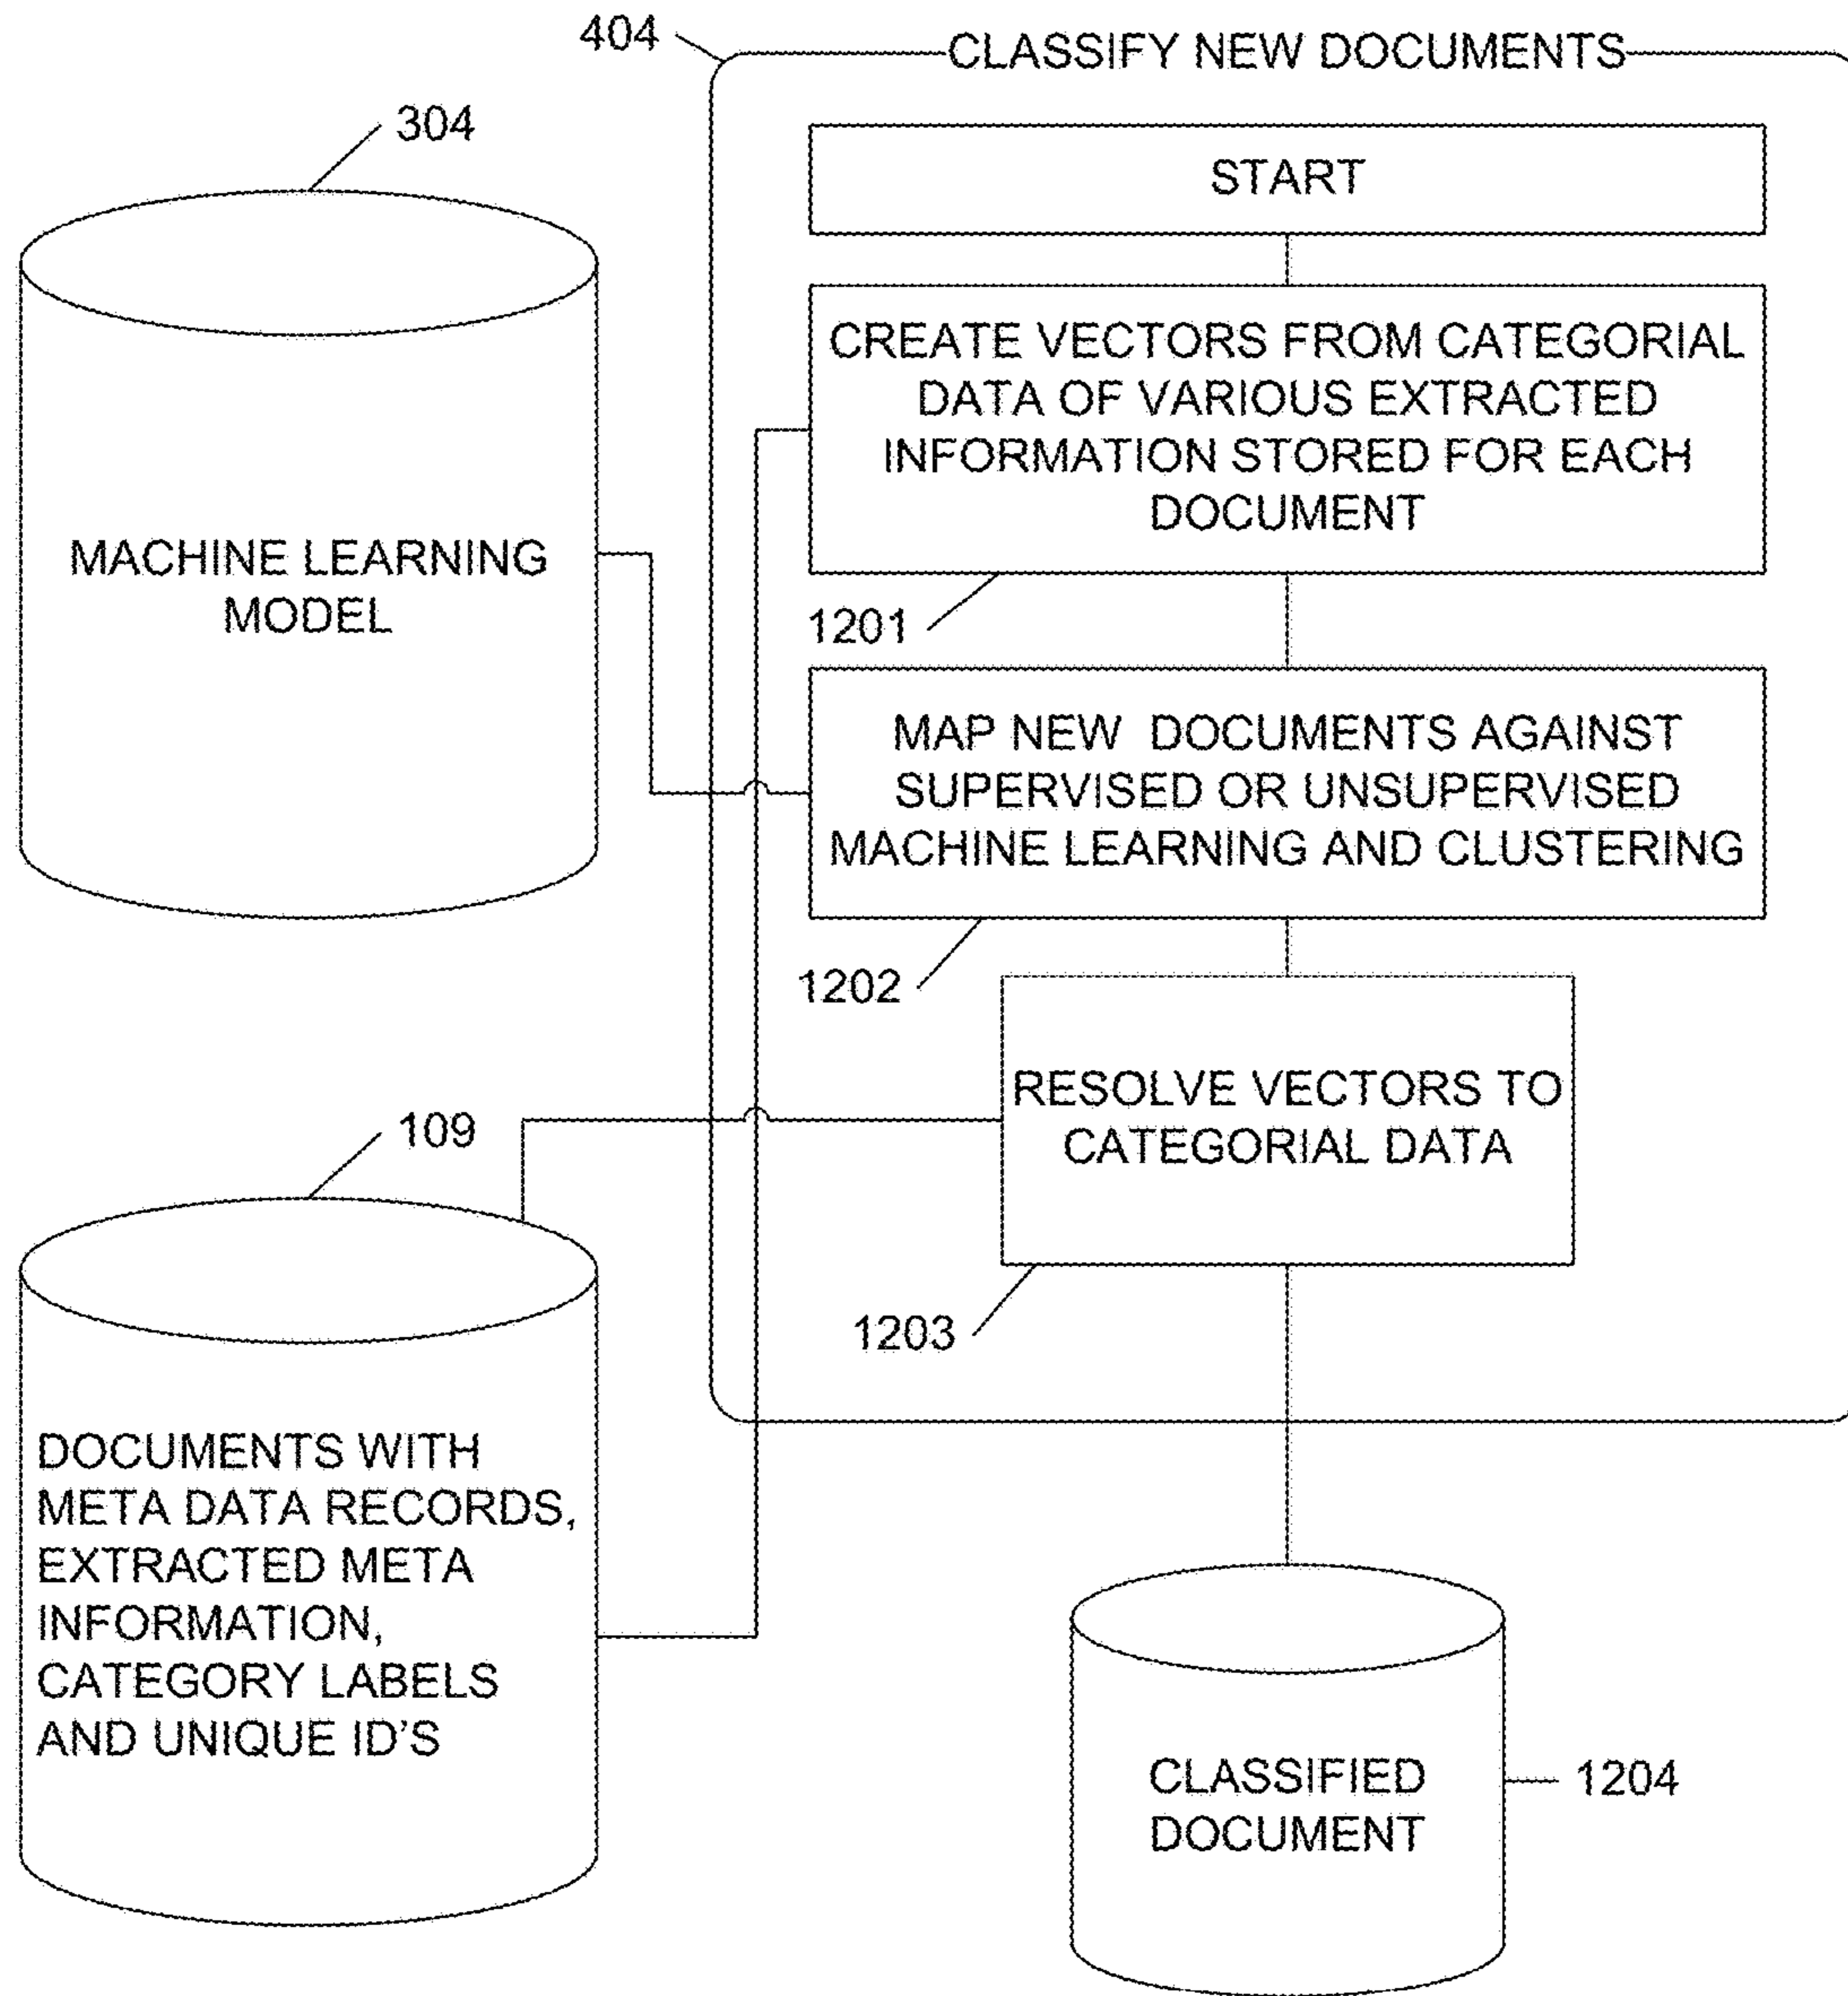 404
CLASSIFY NEW DOCUMENTS
304
START
MACHINE LEARNING
MODEL
CREATE VECTORS FROM CATEGORIAL
DATA OF VARIOUS EXTRACTED
INFORMATION STORED FOR EACH
DOCUMENT
1201
MAP NEW DOCUMENTS AGAINST
SUPERVISED OR UNSUPERVISED
MACHINE LEARNING AND CLUSTERING
1202
RESOLVE VECTORS TO
CATEGORIAL DATA
1203
109
DOCUMENTS WITH
META DATA RECORDS,
EXTRACTED META
INFORMATION,
CATEGORY LABELS
AND UNIQUE ID'S
CLASSIFIED
DOCUMENT
1204